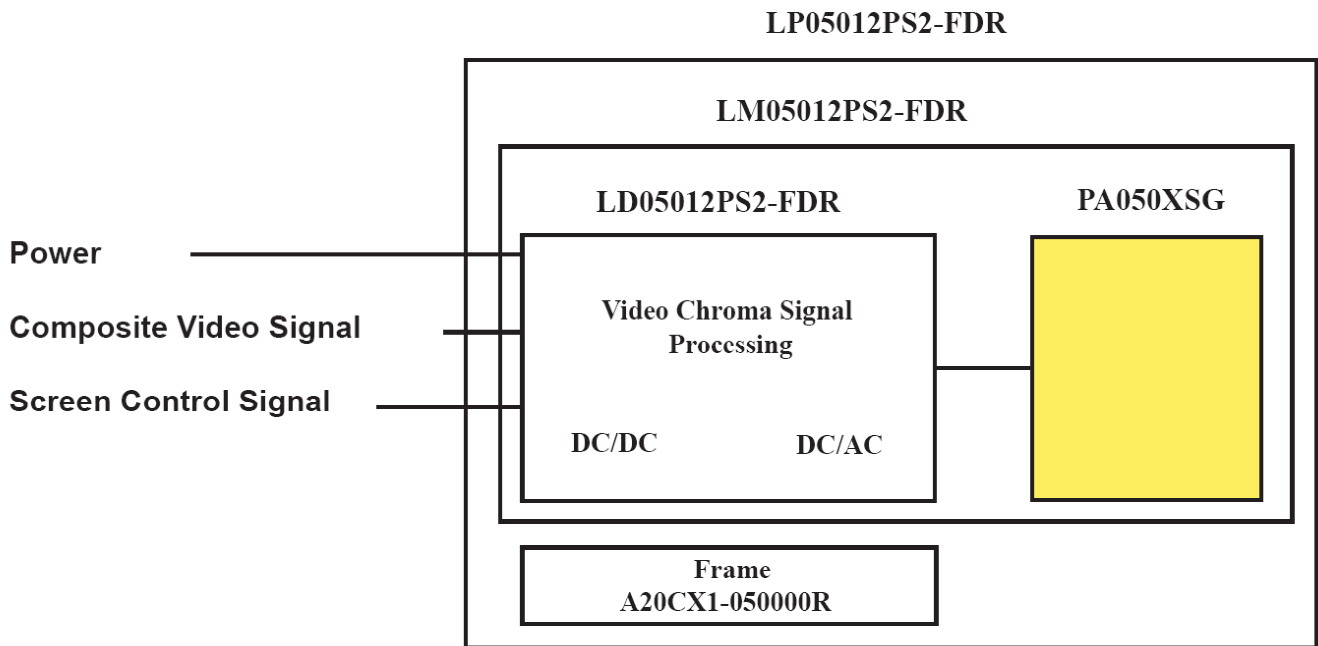 LP05012PS2-FDR
LM05012PS2-FDR
LD05012PS2-FDR
PA050XSG
Power
Composite Video Signal
Screen Control Signal
Video Chroma Signal
Processing
DC/DC
DC/AC
Frame
A20CX1-050000R